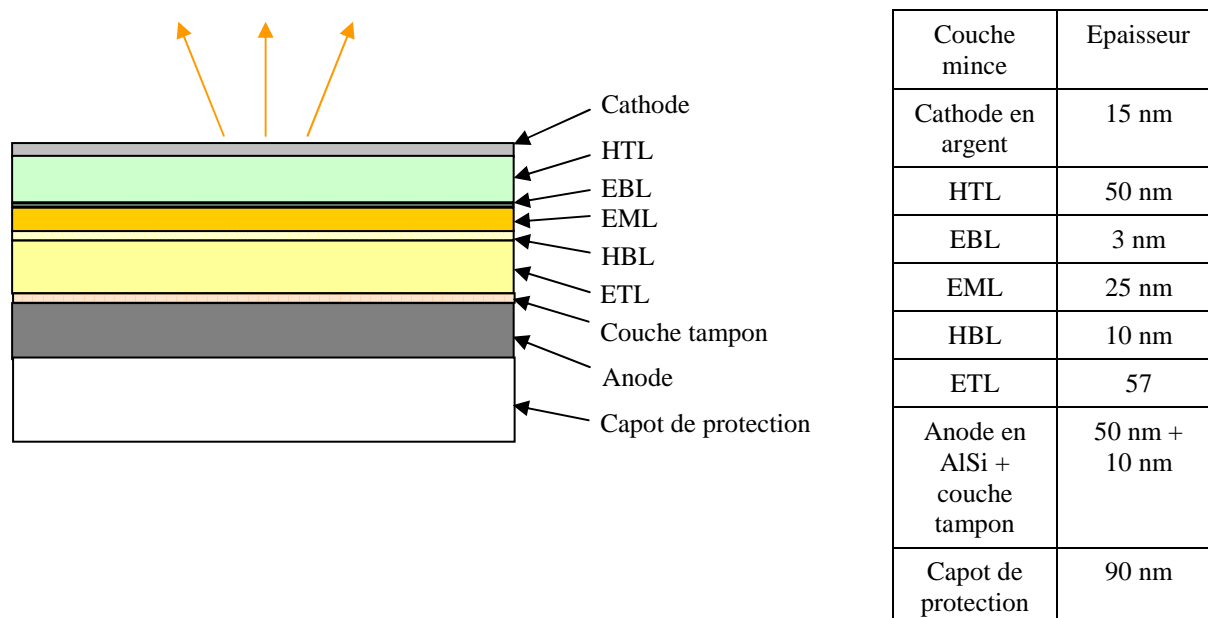 Cathode
HTL
EBL
EML
HBL
ETL
Couche tampon
Anode
Capot de protection
Couche
mince
Epaisseur
Cathode en
argent
15 nm
HTL
50 nm
EBL
3 nm
EML
25 nm
HBL
10 nm
ETL
57
Anode en
AlSi +
couche
tampon
50 nm +
10 nm
Capot de
protection
90 nm